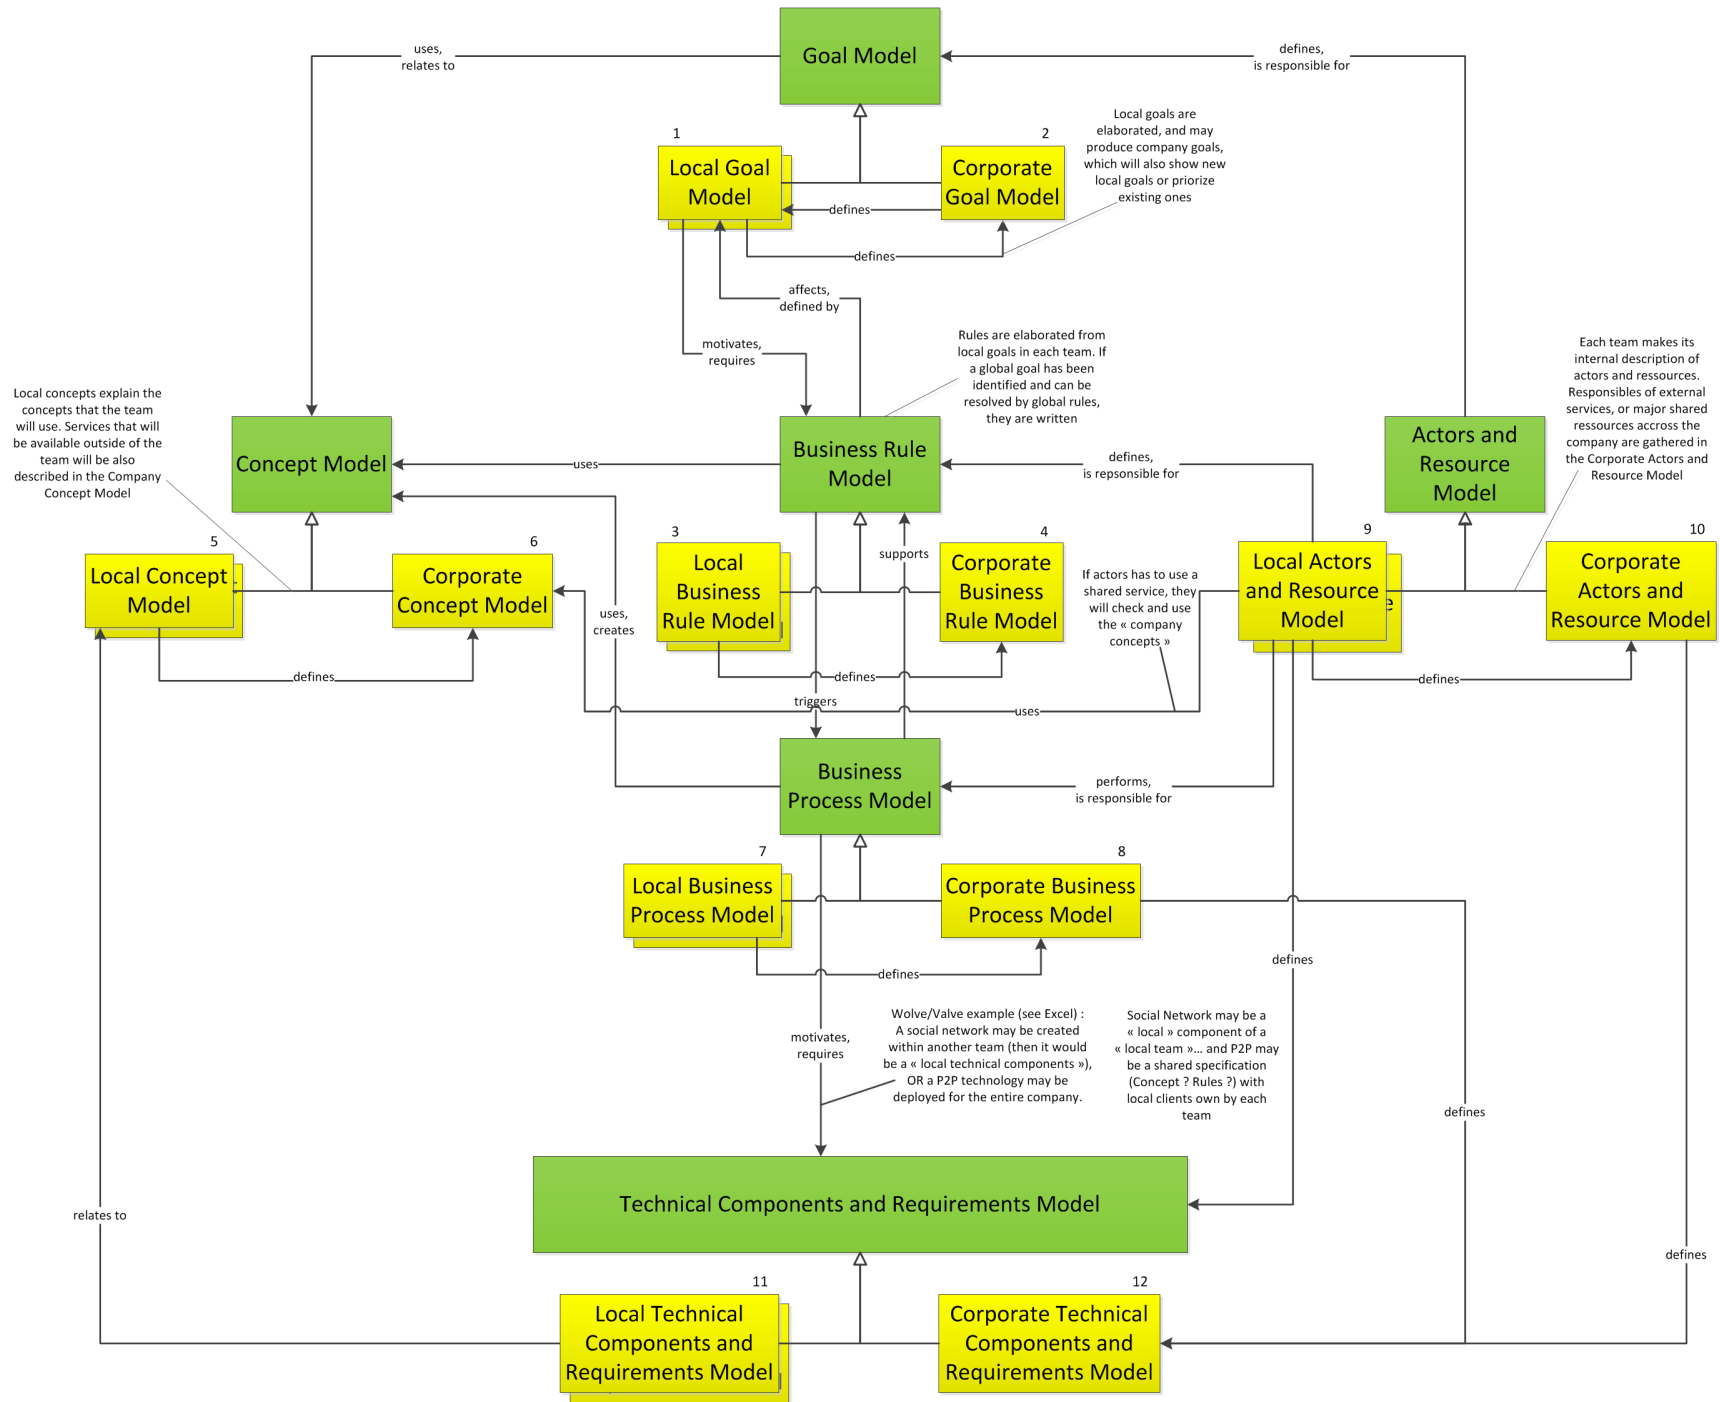 Goal Model
uses,
relates to
defines,
is responsible for
1
Local Goal
Model
2
Corporate
Goal Model
defines
defines
Local goals are
elaborated, and may
produce company goals,
which will also show new
local goals or priorize
existing ones
affects,
defined by
motivates,
requires
Rules are elaborated from
local goals in each team. If
a global goal has been
identified and can be
resolved by global rules,
they are written
Each team makes its
internal description of
actors and ressources.
Responsibles of external
services, or major shared
ressources accross the
company are gathered in
the Corporate Actors and
Resource Model
Local concepts explain the
concepts that the team
will use. Services that will
be available outside of the
team will be also
described in the Company
Concept Model
Concept Model
uses
Business Rule
Model
defines,
is repsonsible for
Actors and
Resource
Model
5
Local Concept
Model
6
Corporate
Concept Model
defines
uses,
creates
3
Local
Business
Rule Model
4
Corporate
Business
Rule Model
supports
defines
triggers
uses
If actors has to use a
shared service, they
will check and use
the « company
concepts »
9
Local Actors
and Resource
Model
e
10
Corporate
Actors and
Resource Model
defines
Business
Process Model
performs,
is responsible for
7
Local Business
Process Model
8
Corporate Business
Process Model
defines
defines
motivates,
requires
Wolve/Valve example (see Excel) :
A social network may be created
within another team (then it would
be a « local technical components »),
OR a P2P technology may be
deployed for the entire company.
Social Network may be a
« local » component of a
« local team »... and P2P may
be a shared specification
(Concept ? Rules ?) with
local clients own by each
team
defines
Technical Components and Requirements Model
relates to
defines
11
Local Technical
Components and
Requirements Model
12
Corporate Technical
Components and
Requirements Model